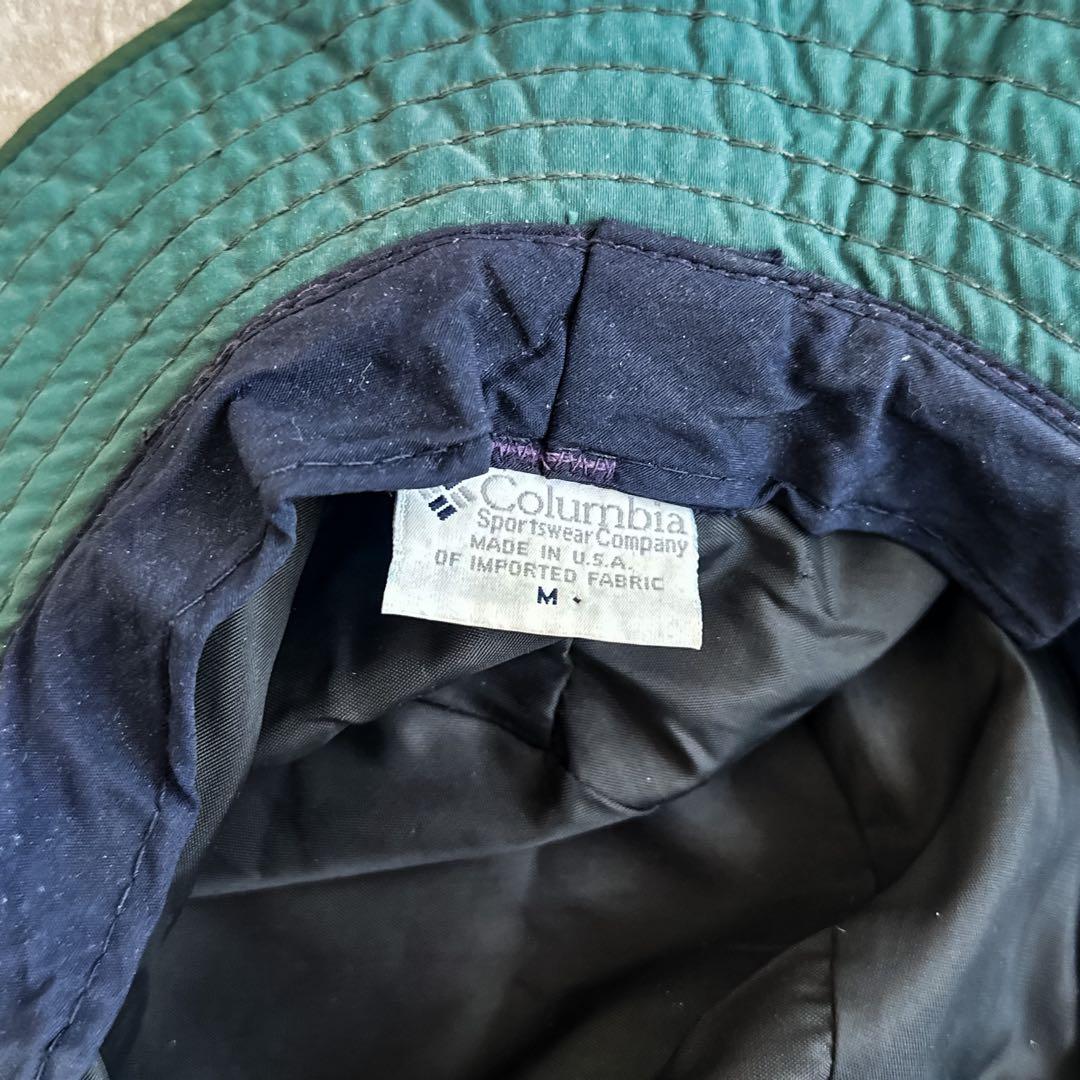 Columbia
Sportswear Company
MADE IN U.S.A.
OF IMPORTED FABRIC
M